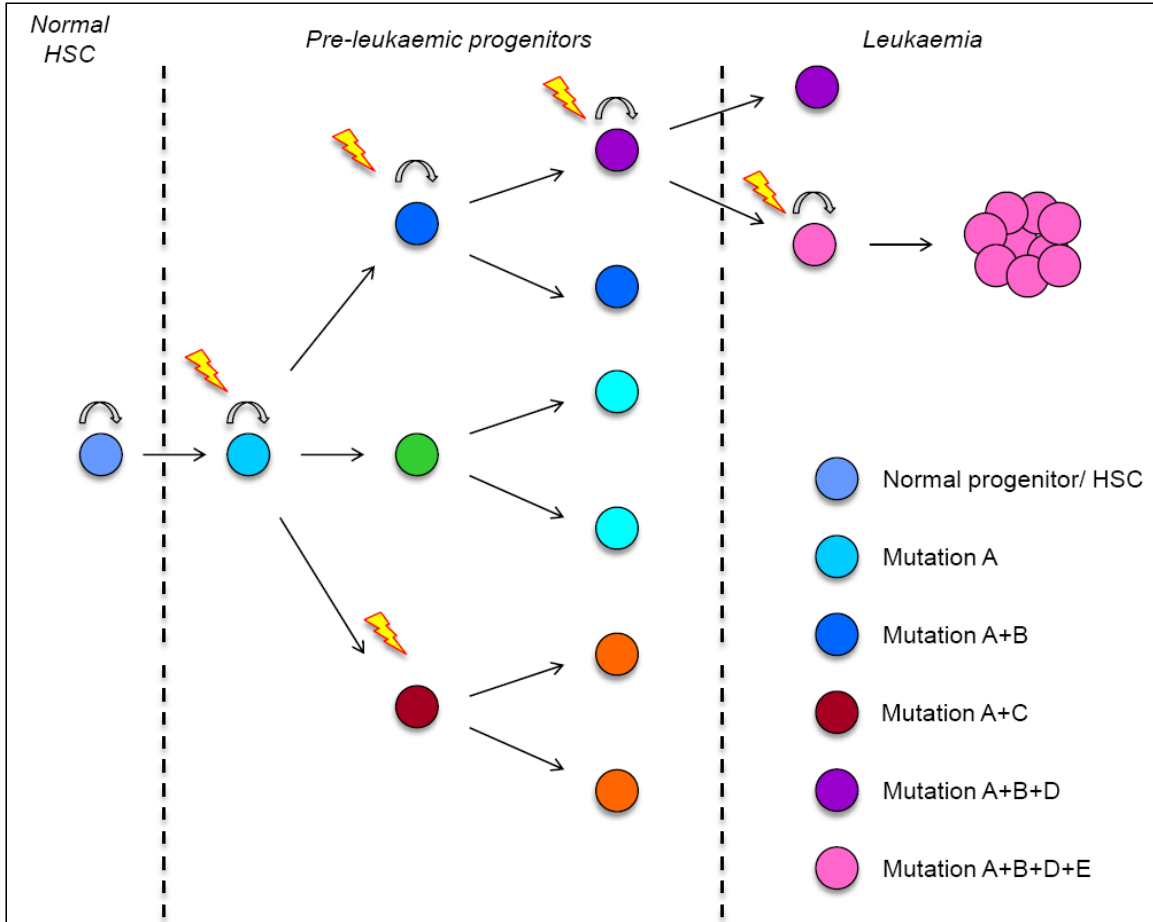 Normal
HSC
Pre-leukaemic progenitors
Leukaemia
Normal progenitor/ HSC
Mutation A
Mutation A+B
Mutation A+C
Mutation A+B+D
Mutation A+B+D+E